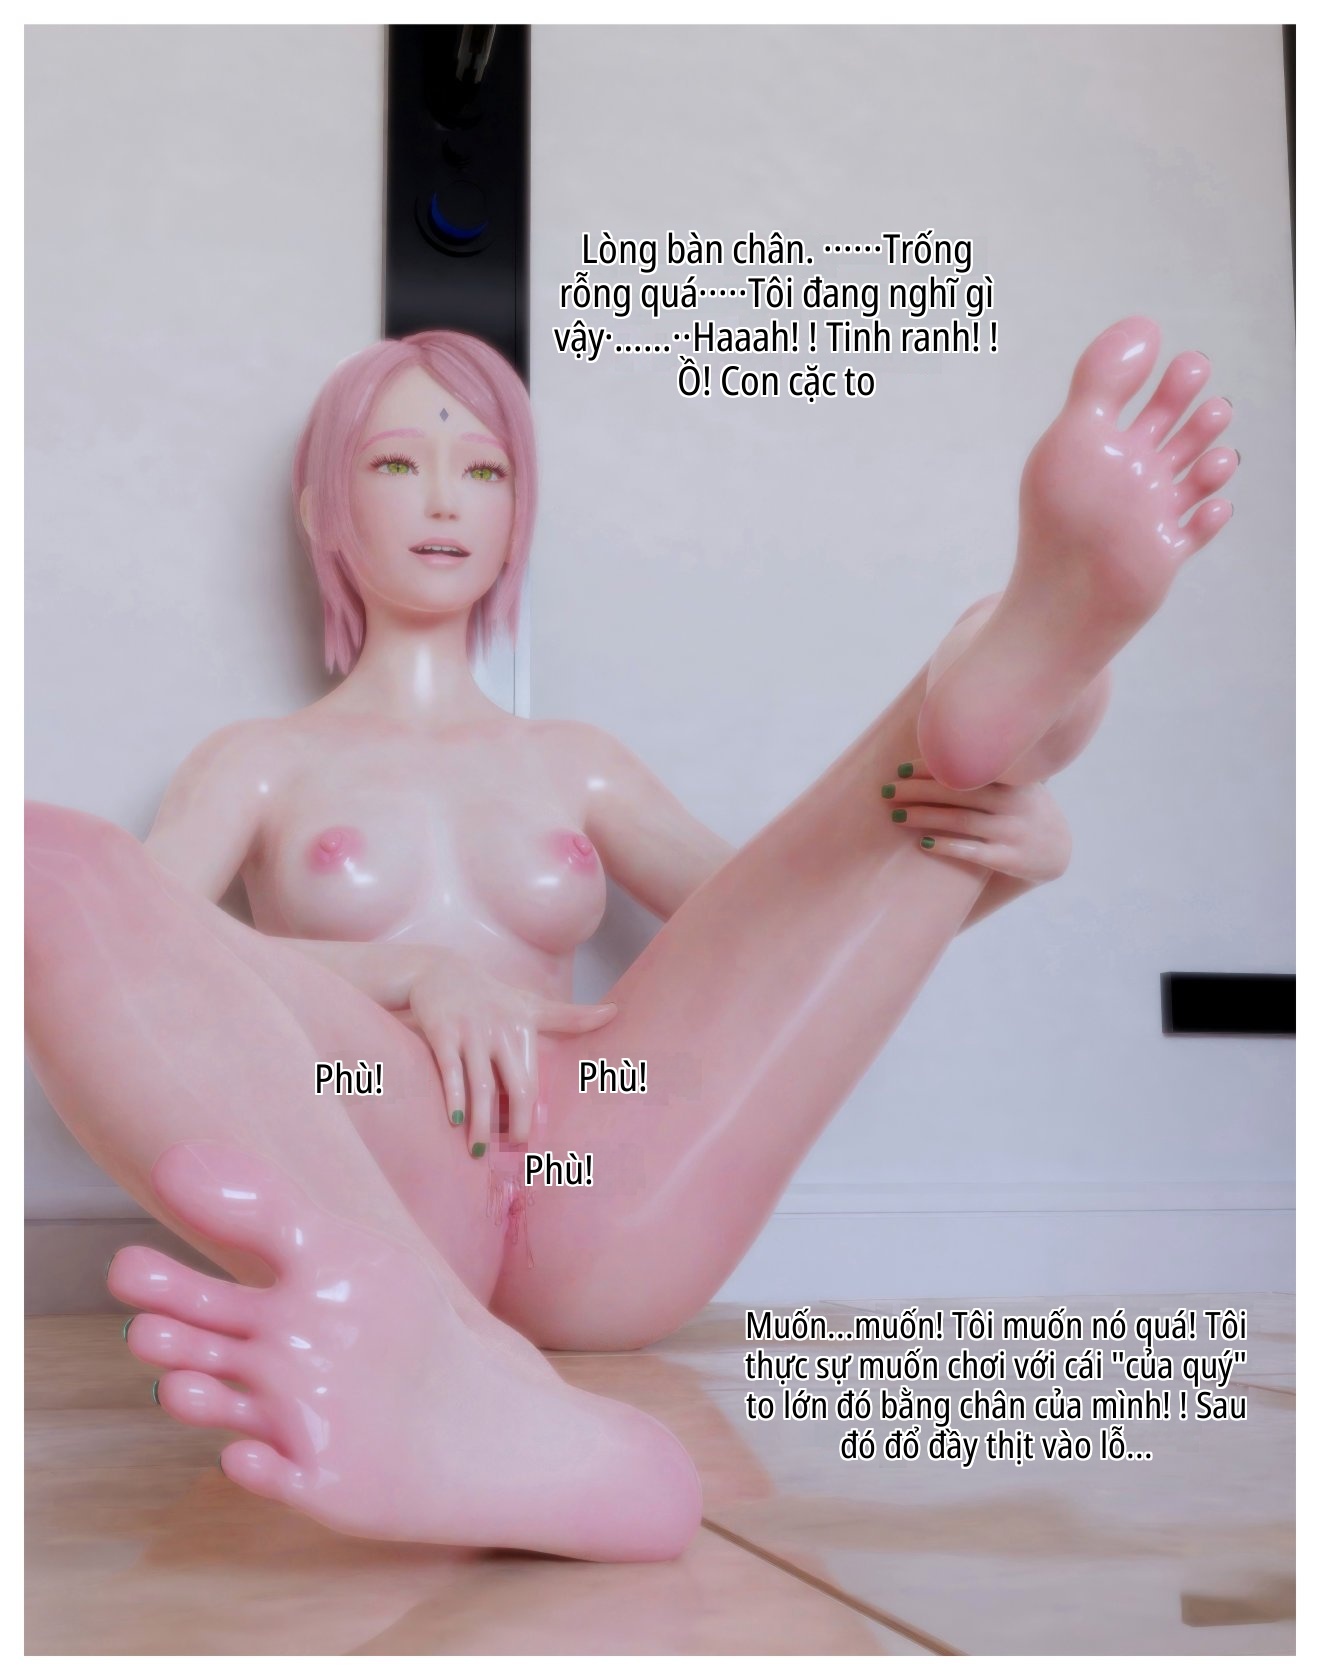 Lòng bàn chân. ······Trống
rỗng quá·····Tôi đang nghĩ gì
vậy·......··Haaah! ! Tinh ranh! !
Ồ! Con cặc to
Phù!
Phù!
Phù!
Muốn...muốn! Tôi muốn nó quá! Tôi
thực sự muốn chơi với cái "của quý"
to lớn đó bằng chân của mình! ! Sau
đó đổ đầy thịt vào lỗ...